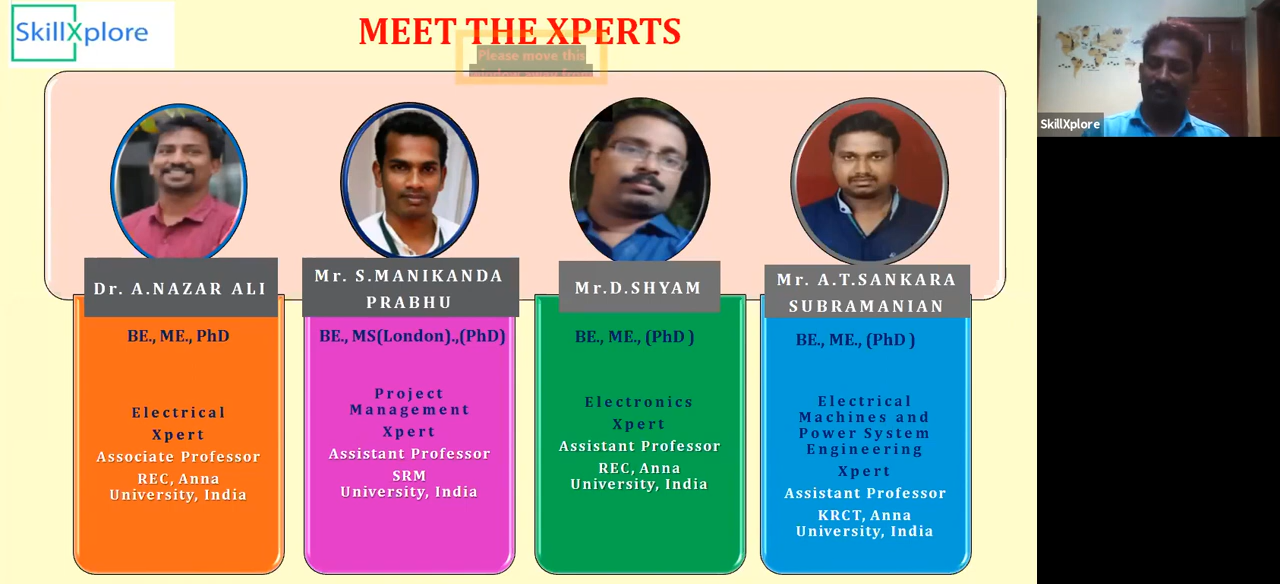 SkillXplore
MEET THE XPERTS
Please move this
SkillXplore
Dr. A.NAZAR ALI
BE., ME., PhD
Electrical
Xpert
Associate Professor
REC, Anna
University, India
Mr. S.MANIKANDA
PRABHU
BE., MS(London).,(PhD)
Project
Management
Xpert
Assistant Professor
SRM
University, India
Mr.D.SHYAM
BE., ME., (PhD )
Electronics
Xpert
Assistant Professor
REC, Anna
University, India
Mr. A.T.SANKARA
SUBRAMANIAN
BE., ME., (PhD )
Electrical
Machines and
Power System
Engineering
Xpert
Assistant Professor
KRCT, Anna
University, India